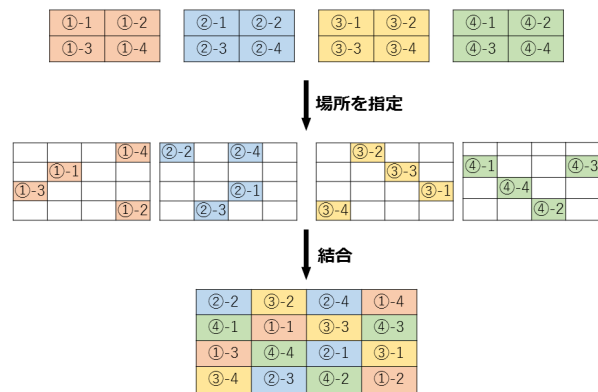 ①-1 ①-2 ②-1 ②-2 ③-1 ③-2 ④-1 ④-2
①-3 ①-4 ②-3 ②-4 ③-3 ③-4 ④-3 ④-4
場所を指定
①-4 ②-2 ②-4 ③-2
①-1 ③-3 ④-1 ④-3
①-3 ②-1 ③-1 ④-4
①-2 ②-3 ③-4 ④-2
結合
②-2 ③-2 ②-4 ①-4
④-1 ①-1 ③-3 ④-3
①-3 ④-4 ②-1 ③-1
③-4 ②-3 ④-2 ①-2